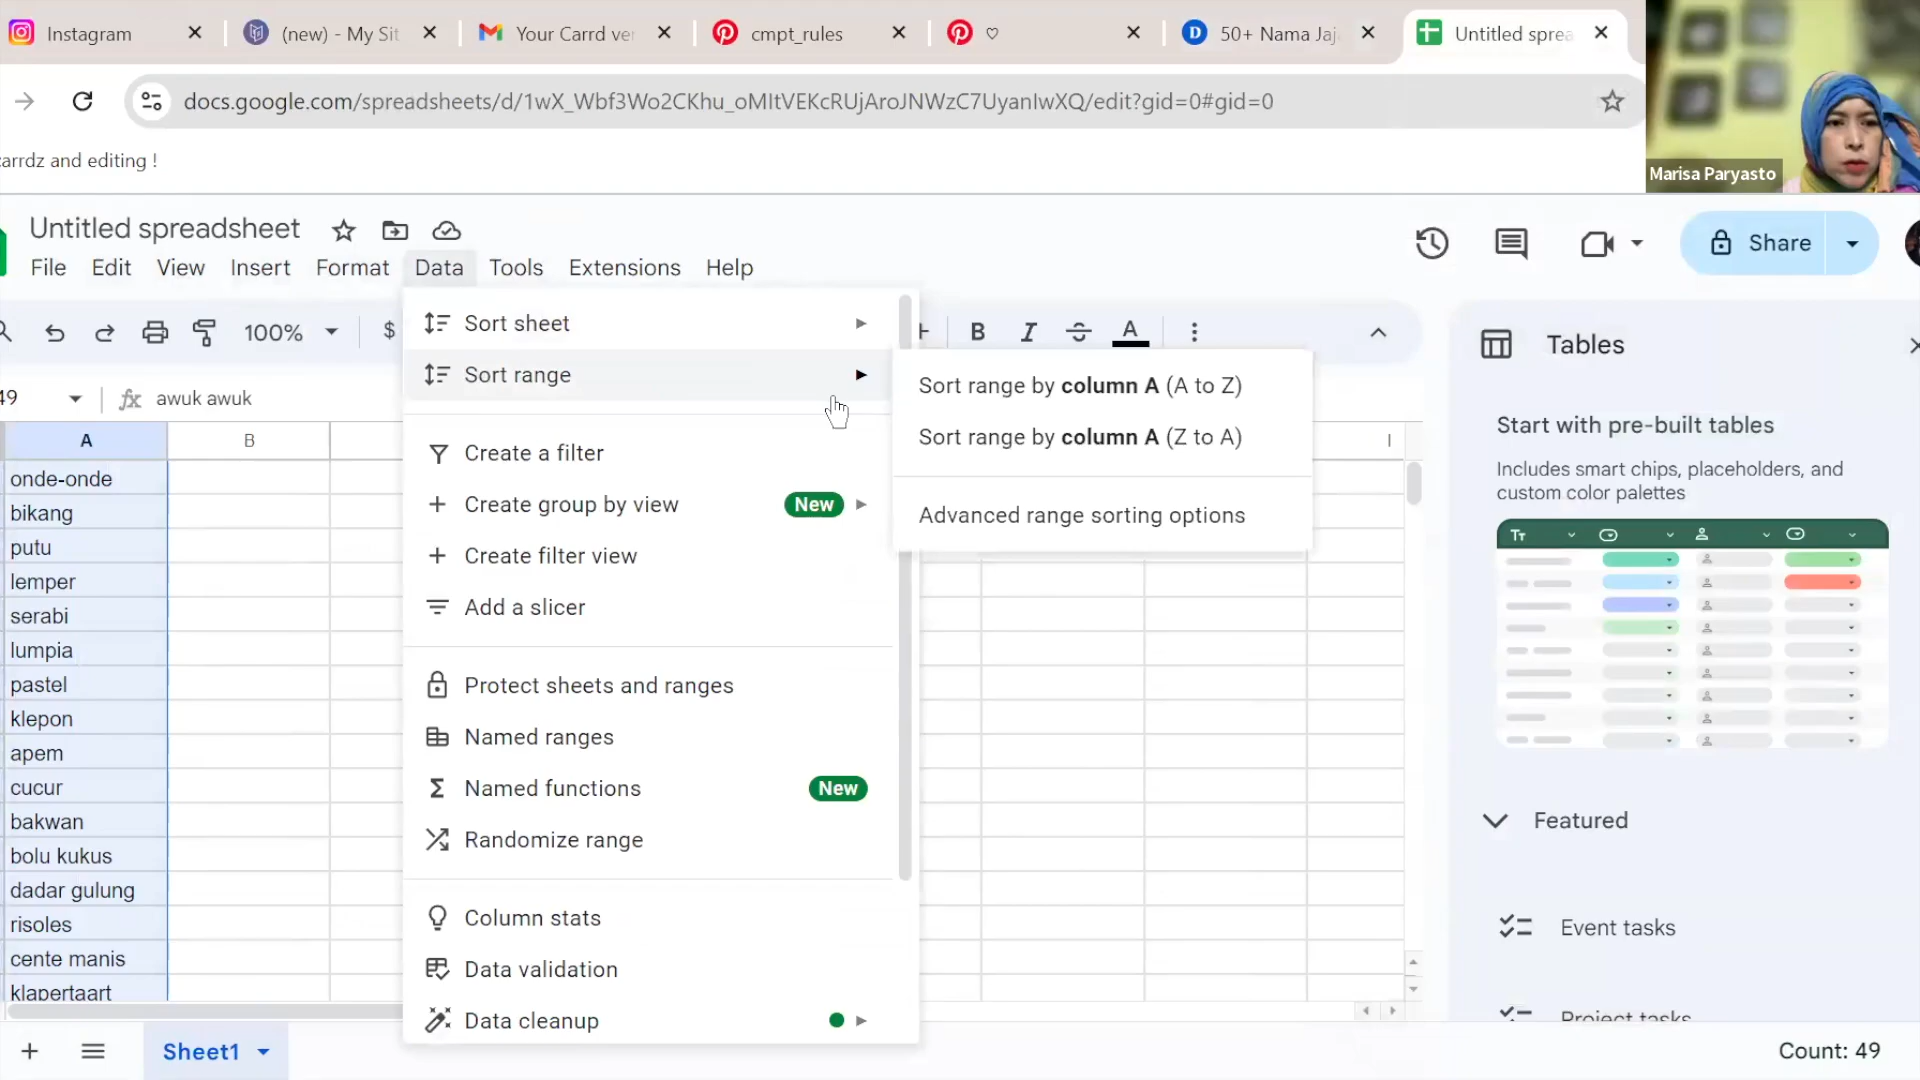 Instagram
(new) - My Sit
Your Carrd ver
cmpt_rules
♡
50+ Nama Jaj
Untitled sprea
docs.google.com/spreadsheets/d/1wX_Wbf3Wo2CKhu_oMItVEKcRUjAroJNWzC7UyanIwXQ/edit?gid=0#gid=0
carrdz and editing !
Marisa Paryasto
Untitled spreadsheet
File Edit View Insert Format Data Tools Extensions Help
Share
100%
$
B I S A
49
fx awuk awuk
A
B
I
onde-onde
bikang
putu
lemper
serabi
lumpia
pastel
klepon
apem
cucur
bakwan
bolu kukus
dadar gulung
risoles
cente manis
klapertaart
Sort sheet
Sort range
Create a filter
Create group by view New
Create filter view
Add a slicer
Protect sheets and ranges
Named ranges
Named functions New
Randomize range
Column stats
Data validation
Data cleanup
Sort range by column A (A to Z)
Sort range by column A (Z to A)
Advanced range sorting options
Tables
Start with pre-built tables
Includes smart chips, placeholders, and
custom color palettes
Tт
Featured
Event tasks
Project tasks
Sheet1
Count: 49